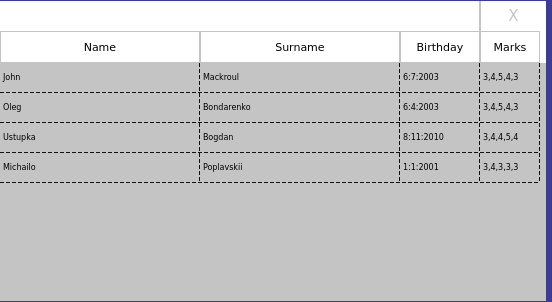 X
Name Surname Birthday Marks
John Mackroul 6:7:2003 3,4,5,4,3
Oleg Bondarenko 6:4:2003 3,4,5,4,3
Ustupka Bogdan 8:11:2010 3,4,4,5,4
Michailo Poplavskii 1:1:2001 3,4,3,3,3